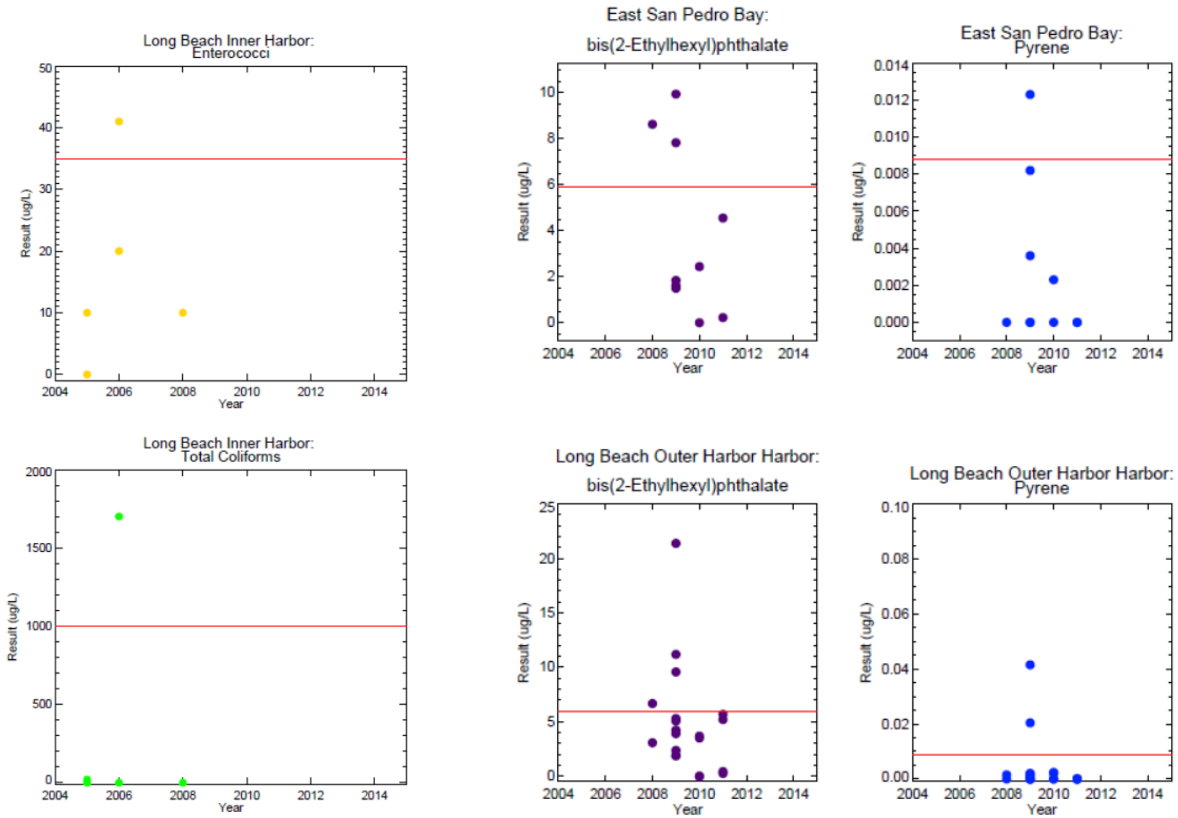 Long Beach Inner Harbor:
Enterococci
50
40
30
20
10
0
Result (ug/L)
2004 2006 2008 2010 2012 2014
Year
East San Pedro Bay:
bis(2-Ethylhexyl)phthalate
10
8
6
4
2
0
Result (ug/L)
2004 2006 2008 2010 2012 2014
Year
East San Pedro Bay:
Pyrene
0.014
0.012
0.010
0.008
0.006
0.004
0.002
0.000
Result (ug/L)
2004 2006 2008 2010 2012 2014
Year
Long Beach Inner Harbor:
Total Coliforms
2000
1500
1000
500
0
Result (ug/L)
2004 2006 2008 2010 2012 2014
Year
Long Beach Outer Harbor Harbor:
bis(2-Ethylhexyl)phthalate
25
20
15
10
5
0
Result (ug/L)
2004 2006 2008 2010 2012 2014
Year
Long Beach Outer Harbor Harbor:
Pyrene
0.10
0.08
0.06
0.04
0.02
0.00
Result (ug/L)
2004 2006 2008 2010 2012 2014
Year